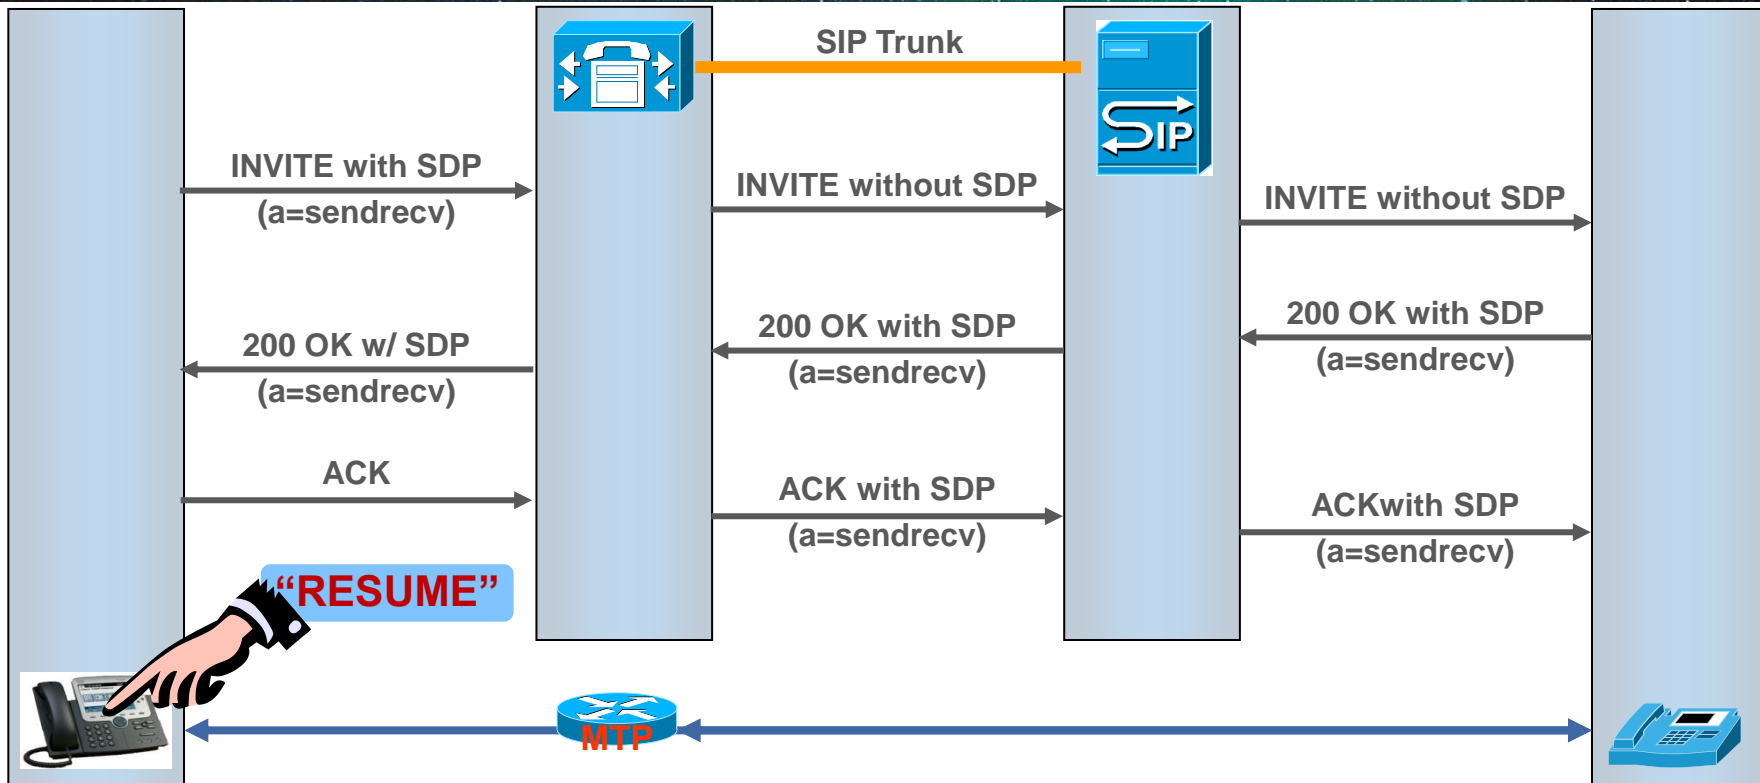 SIP Trunk
SIP
INVITE with SDP
(a=sendrecv)
INVITE without SDP
INVITE without SDP
200 OK w/ SDP
(a=sendrecv)
200 OK with SDP
(a=sendrecv)
200 OK with SDP
(a=sendrecv)
ACK
ACK with SDP
(a=sendrecv)
ACKwith SDP
(a=sendrecv)
“RESUME”
MTP